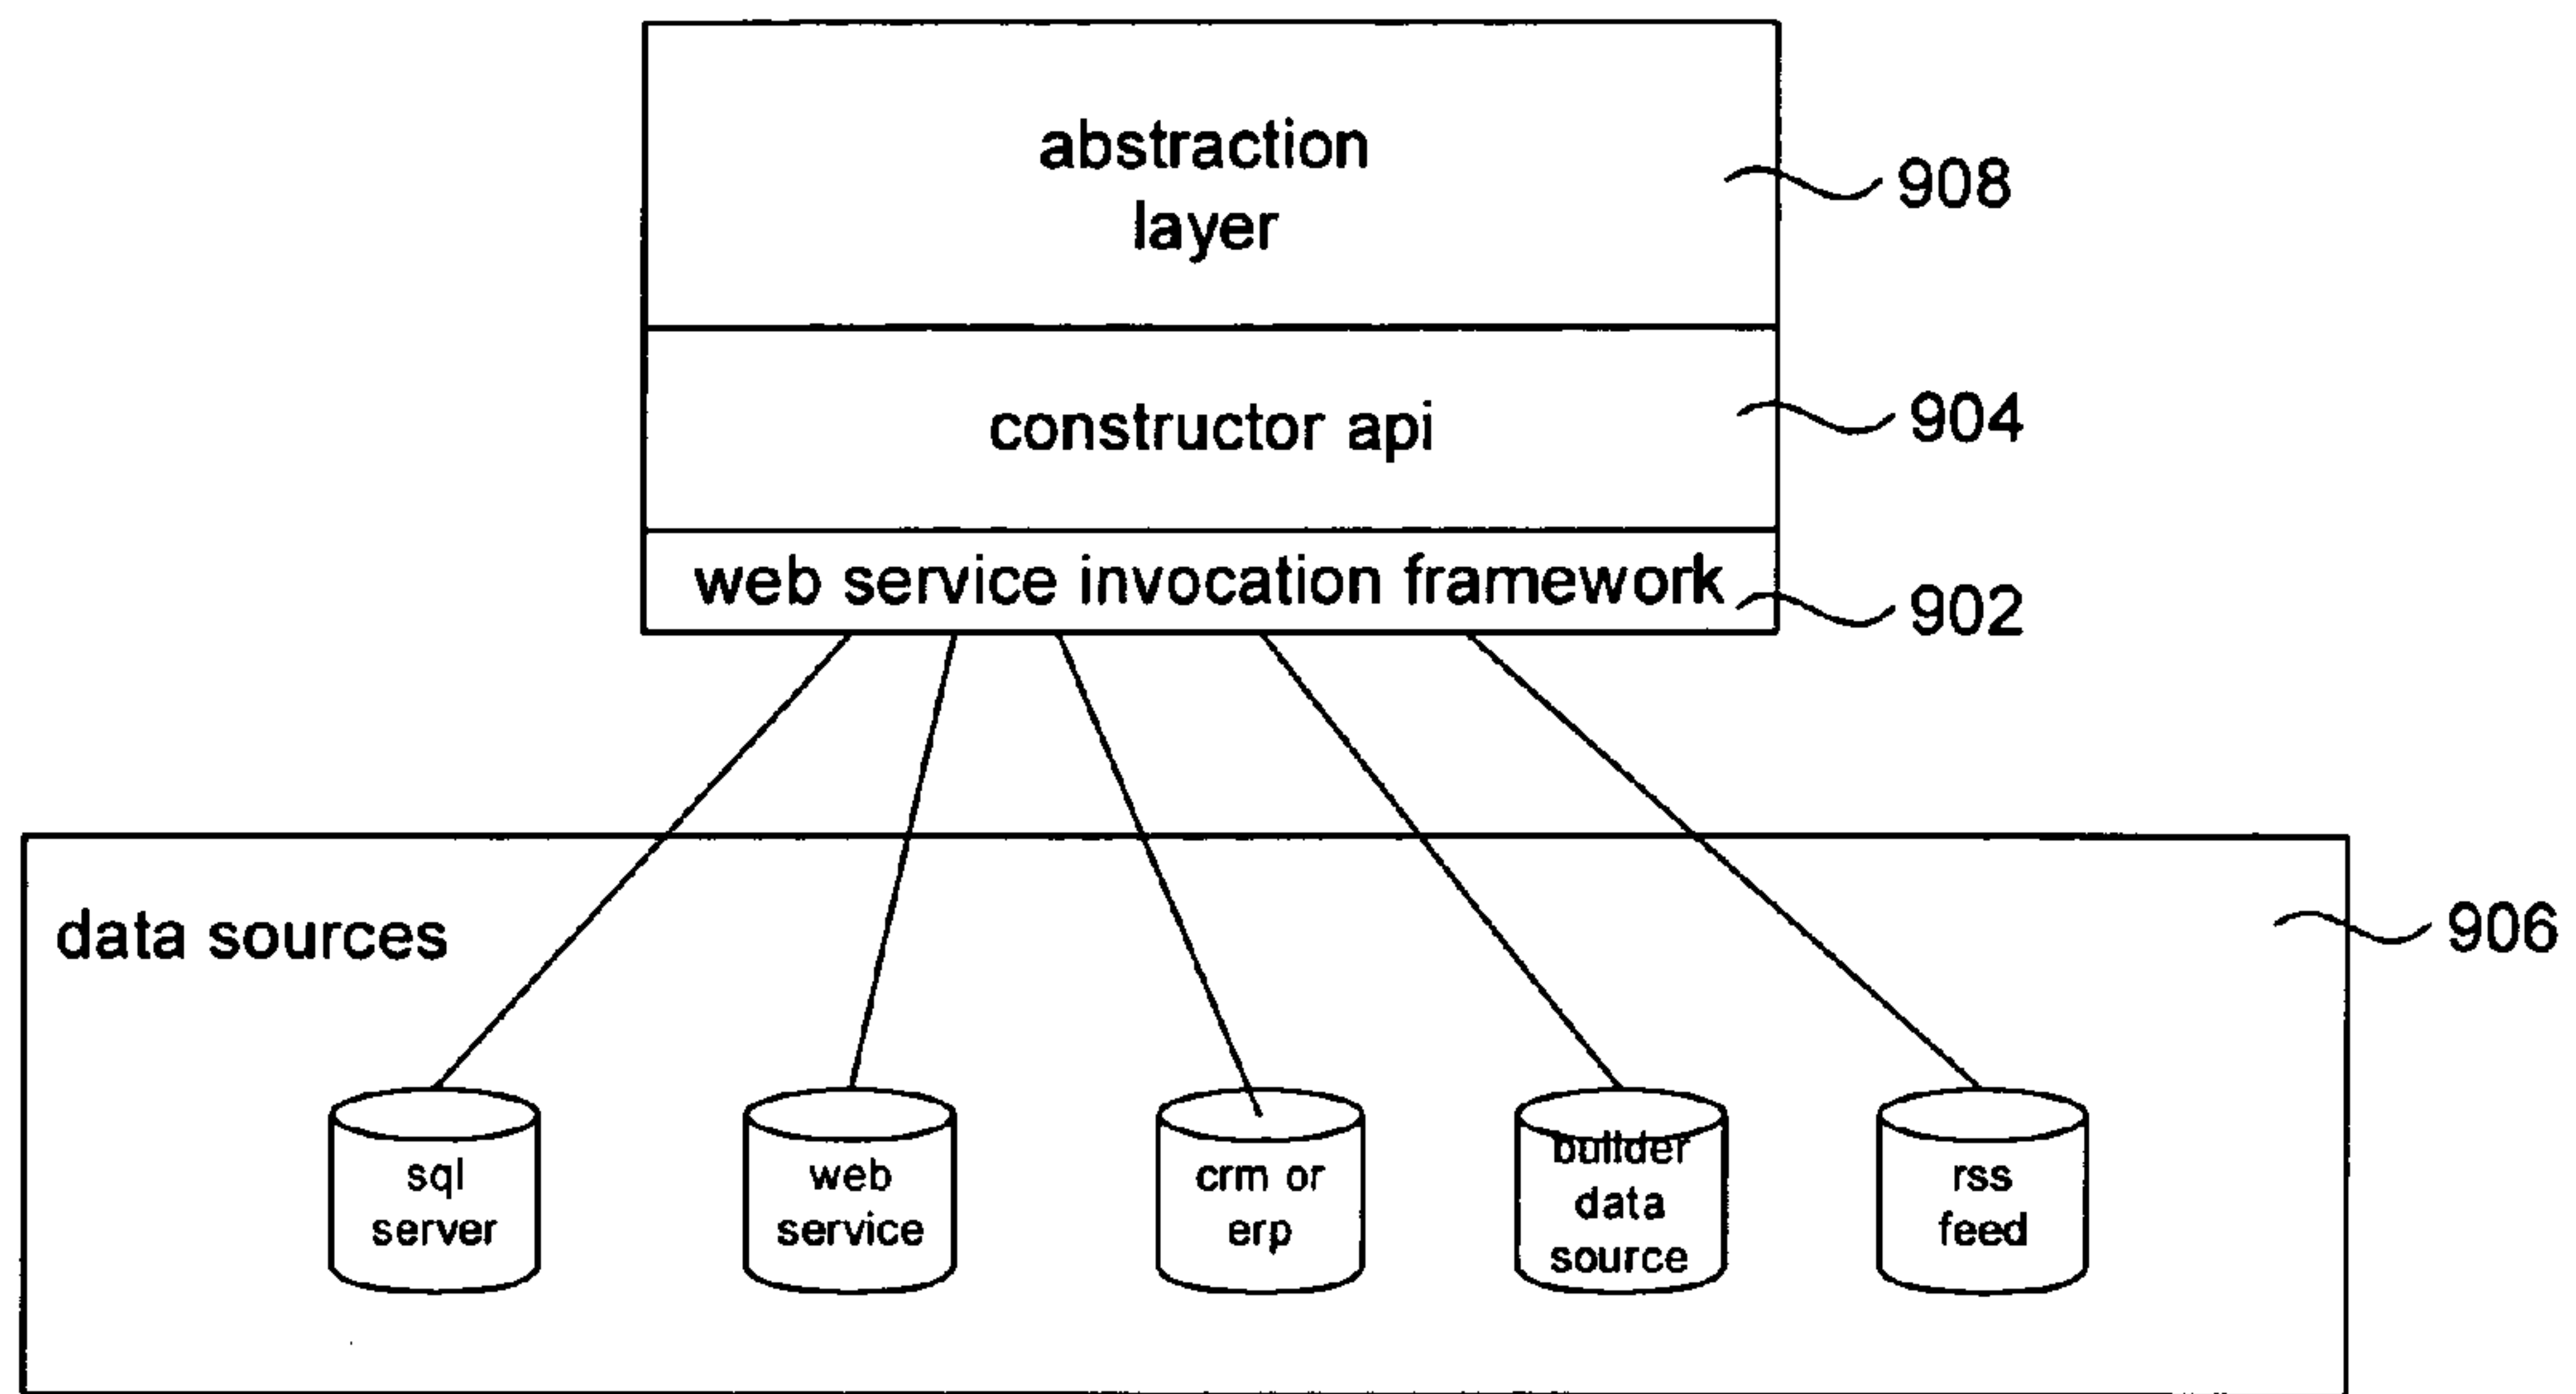 abstraction
layer
908
constructor api
904
web service invocation framework
902
data sources
906
sql
server
web
service
crm or
erp
builder
data
source
rss
feed